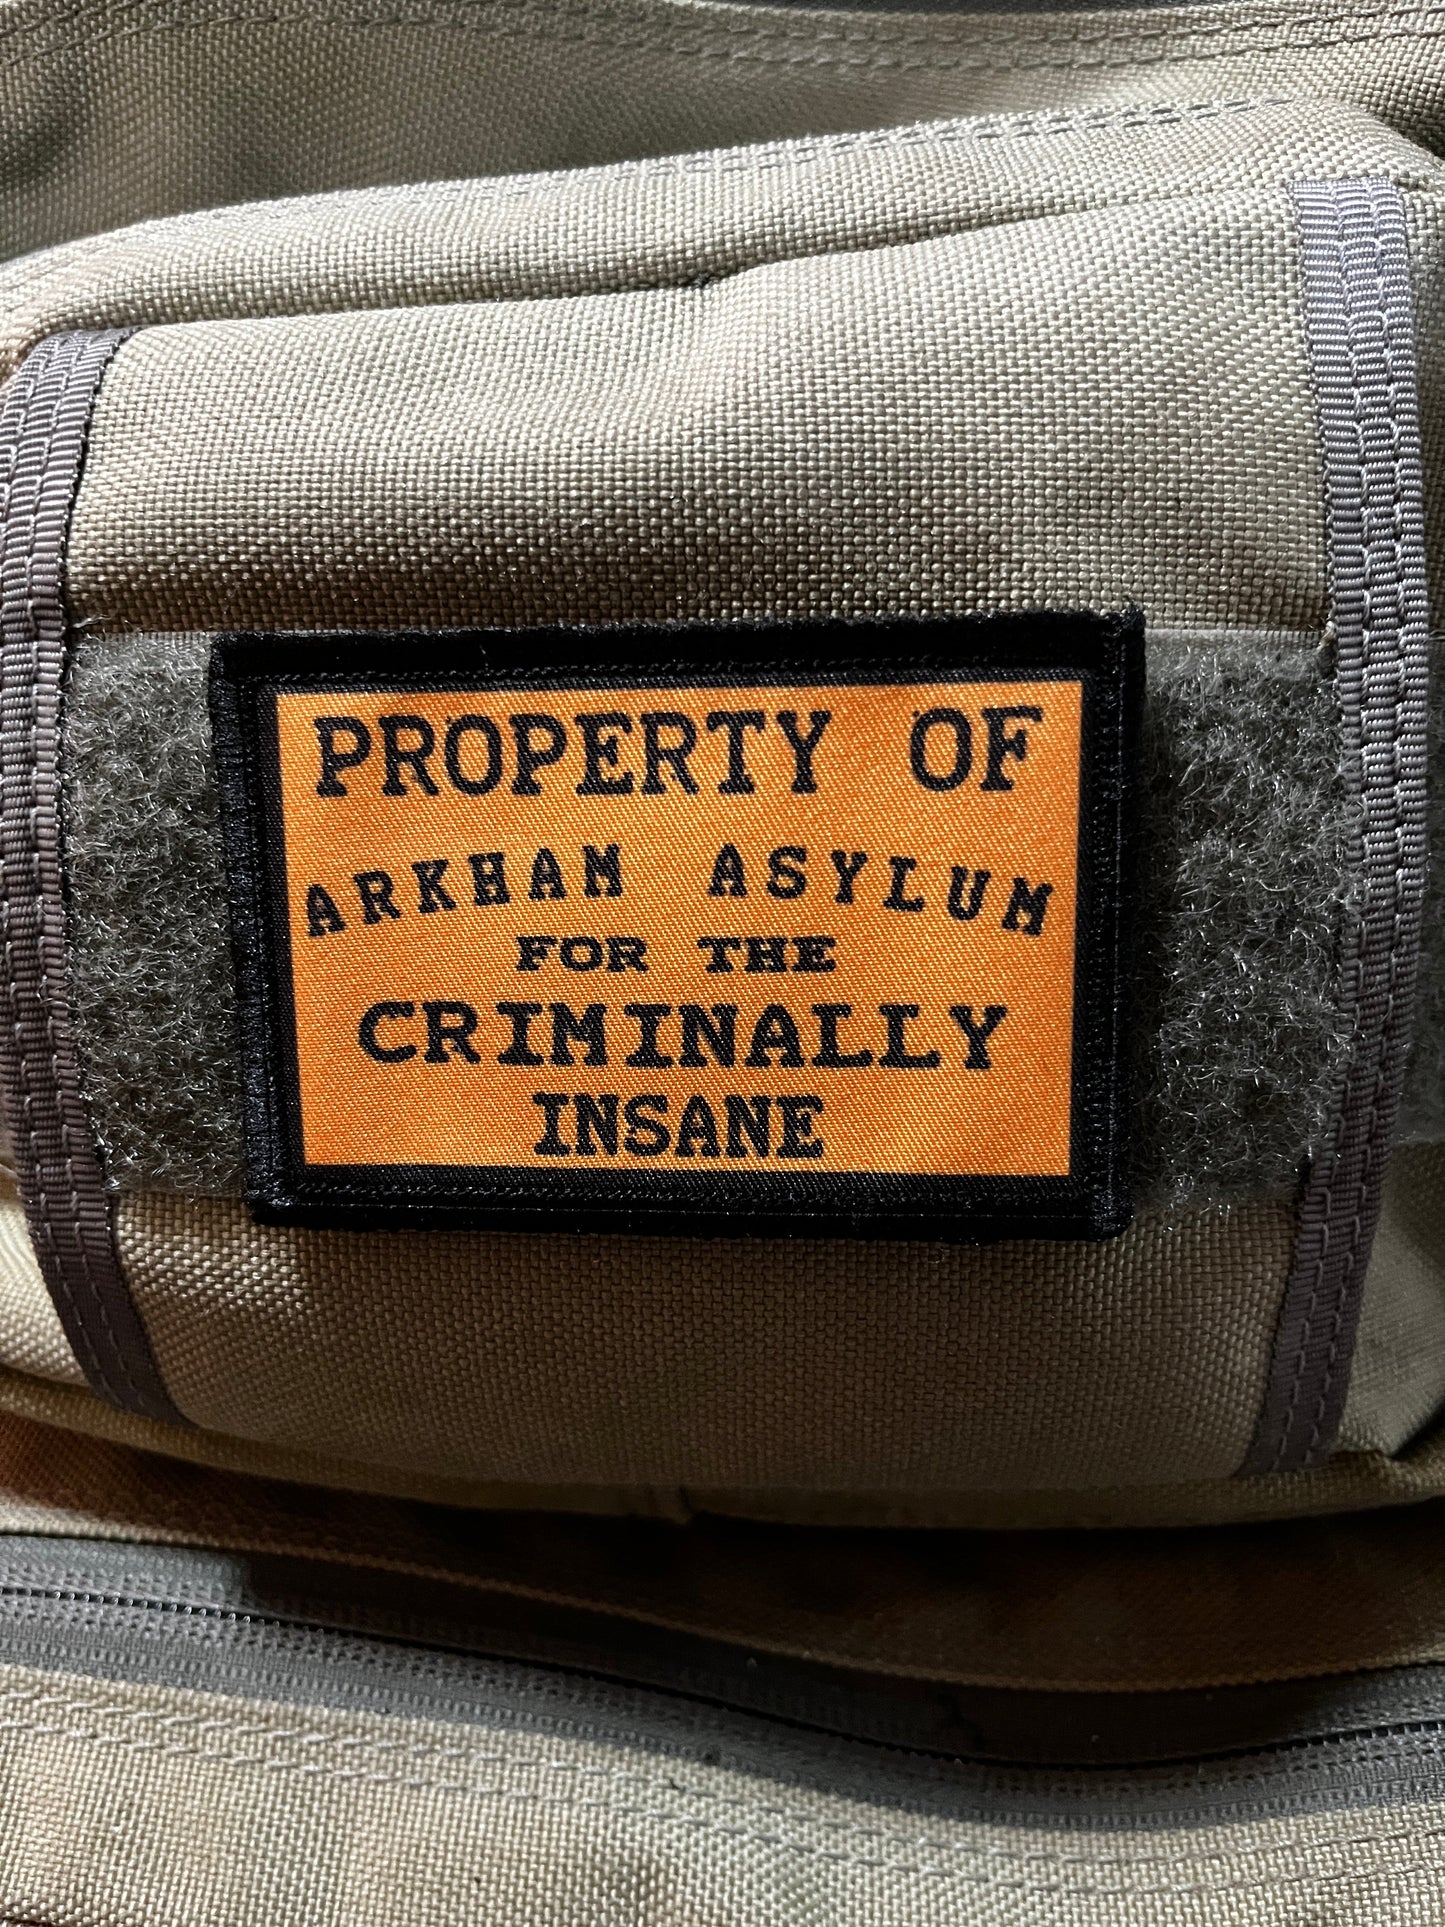 PROPERTY OF
ARKHAM ASYLUM
FOR THE
CRIMINALLY
INSANE